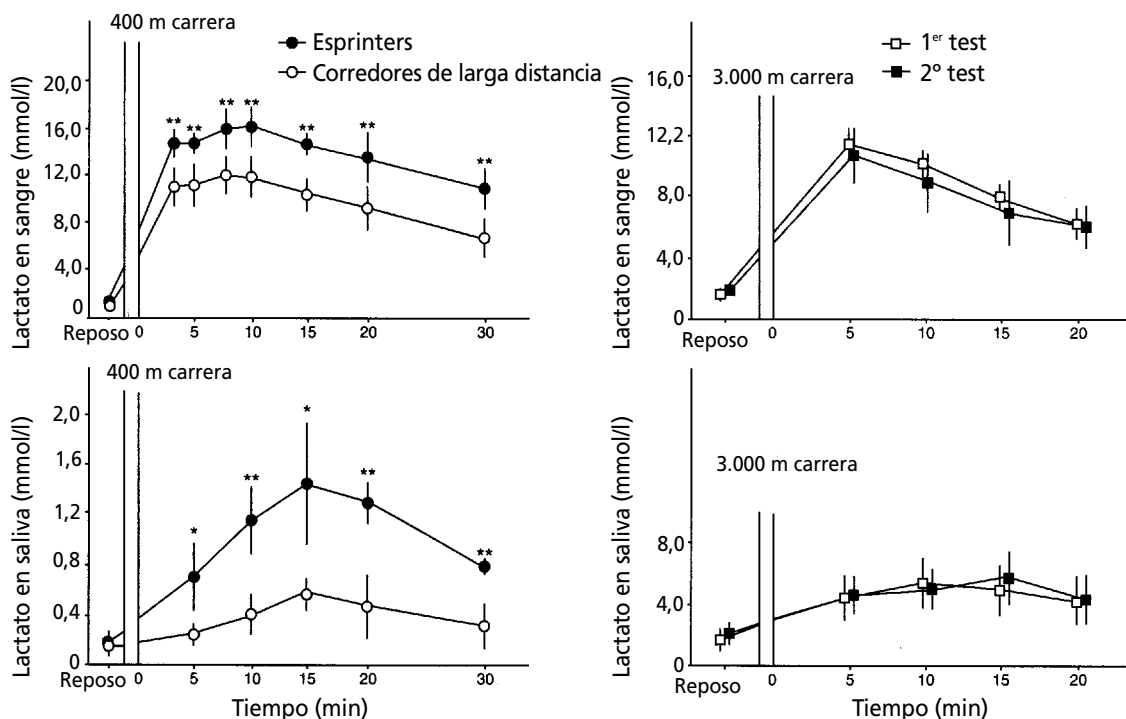 400 m carrera
Esprinters
Corredores de larga distancia
Lactato en sangre (mmol/l)
20,0
16,0
12,0
8,0
4,0
0
** ** ** ** ** ** **
Reposo 0 5 10 15 20 30
3.000 m carrera
1er test
2º test
Lactato en sangre (mmol/l)
16,0
12,2
8,0
4,0
0
Reposo 0 5 10 15 20
400 m carrera
Lactato en saliva (mmol/l)
2,0
1,6
1,2
0,8
0,4
0
* ** * ** **
Reposo 0 5 10 15 20 30
Tiempo (min)
3.000 m carrera
Lactato en saliva (mmol/l)
8,0
4,0
0
Reposo 0 5 10 15 20
Tiempo (min)